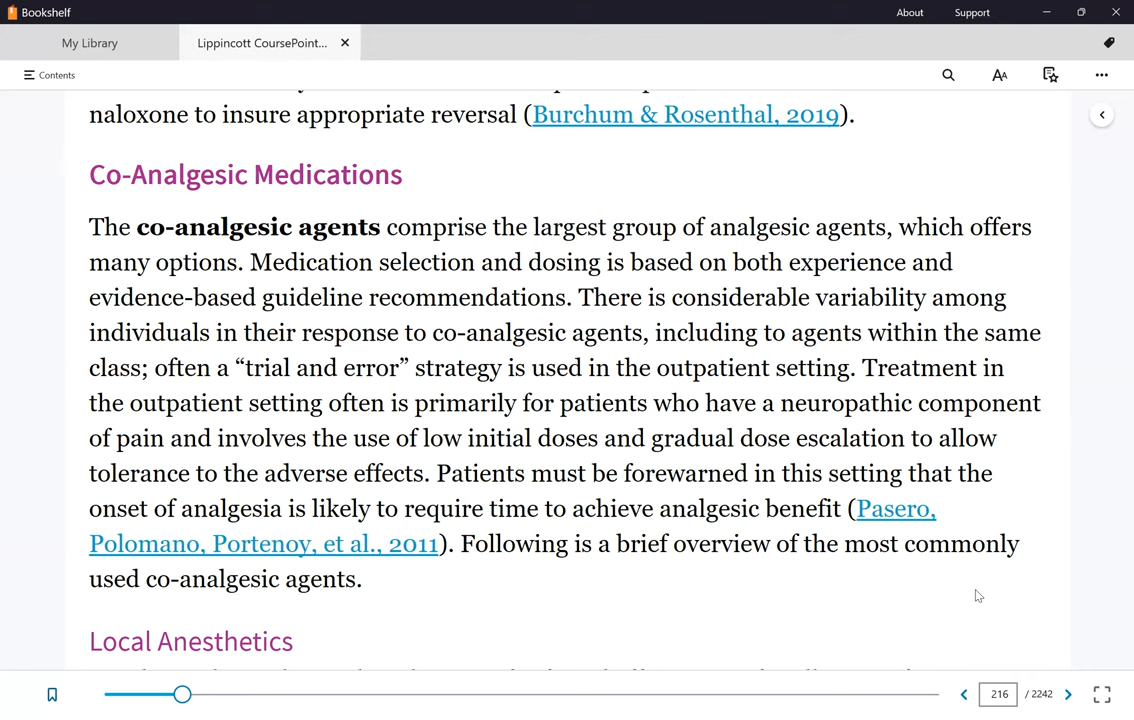 Bookshelf
About
Support
My Library
Lippincott CoursePoint...
Contents
AA
naloxone to insure appropriate reversal (Burchum & Rosenthal, 2019).
Co-Analgesic Medications
The co-analgesic agents comprise the largest group of analgesic agents, which offers
many options. Medication selection and dosing is based on both experience and
evidence-based guideline recommendations. There is considerable variability among
individuals in their response to co-analgesic agents, including to agents within the same
class; often a “trial and error” strategy is used in the outpatient setting. Treatment in
the outpatient setting often is primarily for patients who have a neuropathic component
of pain and involves the use of low initial doses and gradual dose escalation to allow
tolerance to the adverse effects. Patients must be forewarned in this setting that the
onset of analgesia is likely to require time to achieve analgesic benefit (Pasero,
Polomano, Portenoy, et al., 2011). Following is a brief overview of the most commonly
used co-analgesic agents.
Local Anesthetics
216 / 2242